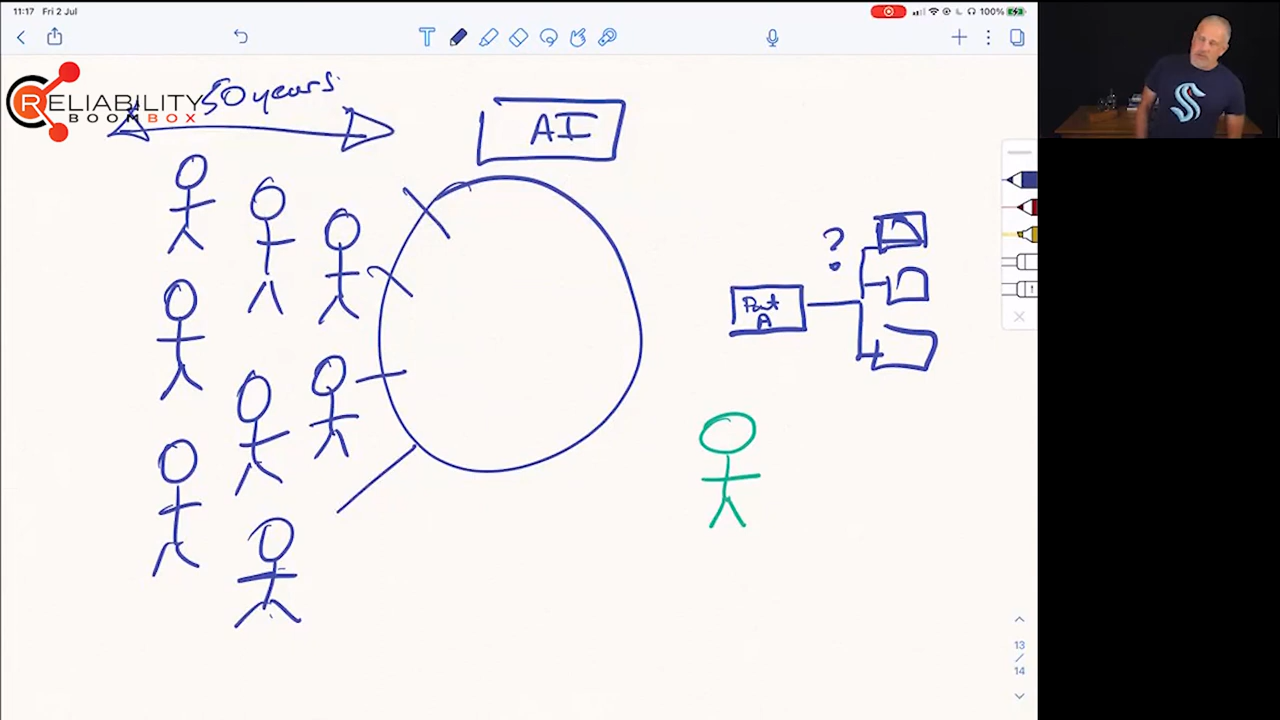 11:17 Fri 2 Jul
100%
RELIABILITY
BOOMBOX
50 years
AI
?
Part
A
13
/
14